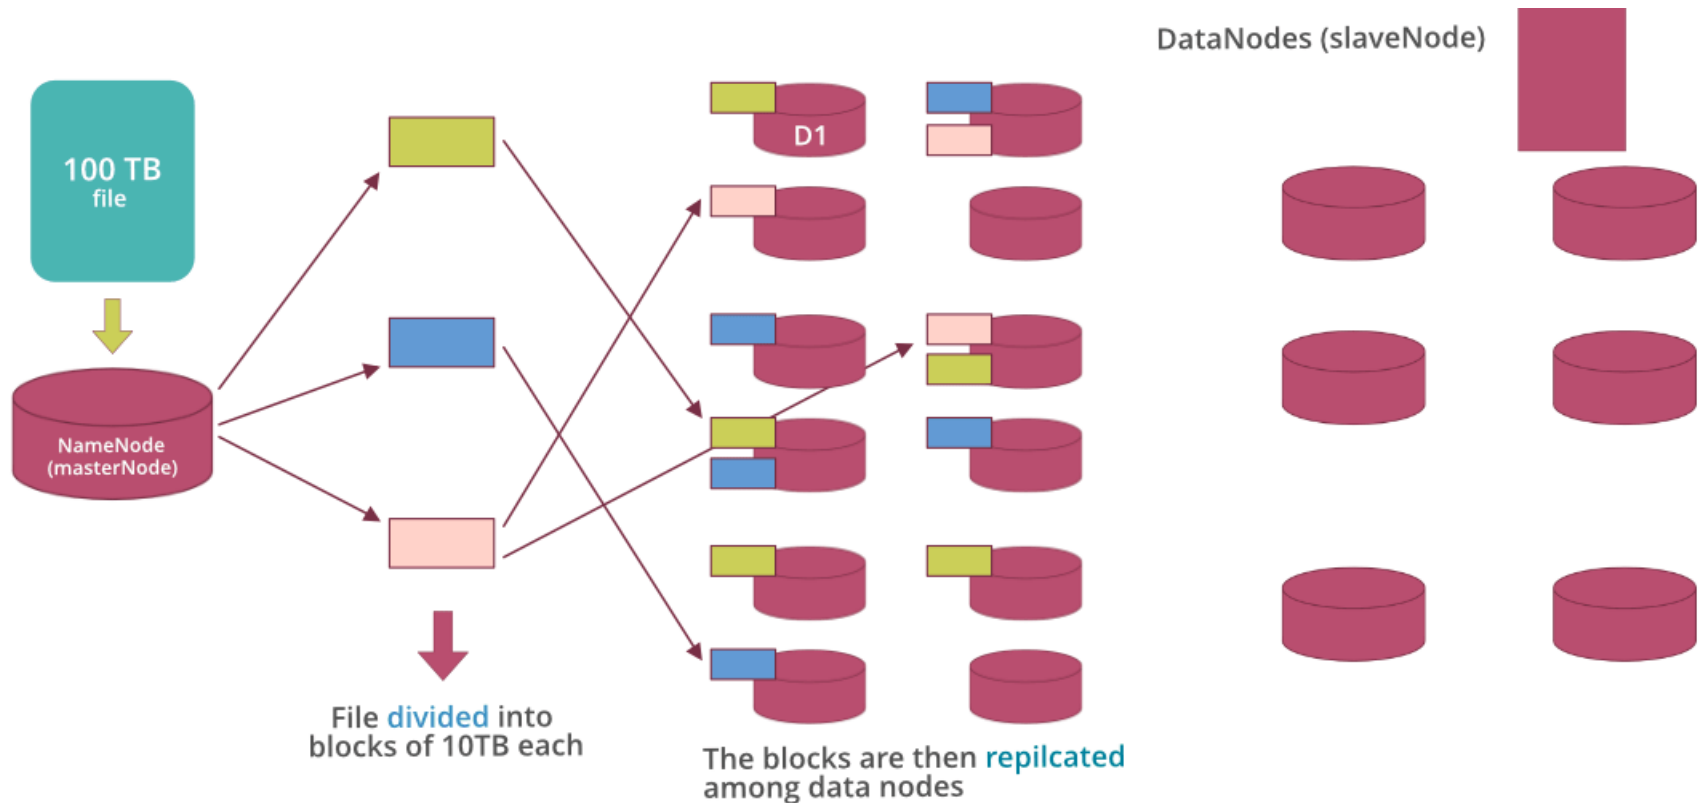 DataNodes (slaveNode)
100 TB
file
D1
NameNode
(masterNode)
File divided into
blocks of 10TB each
The blocks are then repilcated
among data nodes